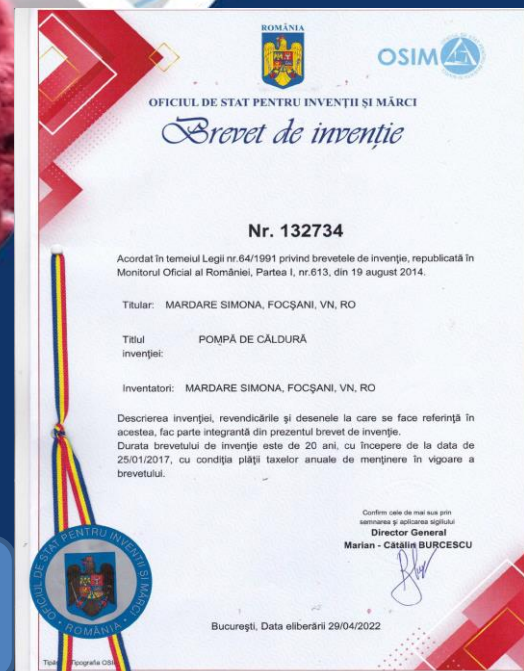 ROMÂNIA
OSIM
OFICIUL DE STAT PENTRU INVENȚII ȘI MĂRCI
Brevet de invenție
Nr. 132734
Acordat în temeiul Legii nr.64/1991 privind brevetele de invenție, republicată în
Monitorul Oficial al României, Partea I, nr.613, din 19 august 2014.
Titular: MARDARE SIMONA, FOCȘANI, VN, RO
Titlul POMPĂ DE CĂLDURĂ
invenției:
Inventatori: MARDARE SIMONA, FOCȘANI, VN, RO
Descrierea invenției, revendicările și desenele la care se face referință în
acestea, fac parte integrantă din prezentul brevet de invenție.
Durata brevetului de invenție este de 20 ani, cu începere de la data de
25/01/2017, cu condiția plății taxelor anuale de menținere în vigoare a
brevetului.
Confirm cele de mai sus prin
semnarea și aplicarea sigiliului
Director General
Marian - Cătălin BURCESCU
OFICIUL DE STAT PENTRU INVENȚII ȘI MĂRCI
ROMÂNIA
București, Data eliberării 29/04/2022
Tipografia